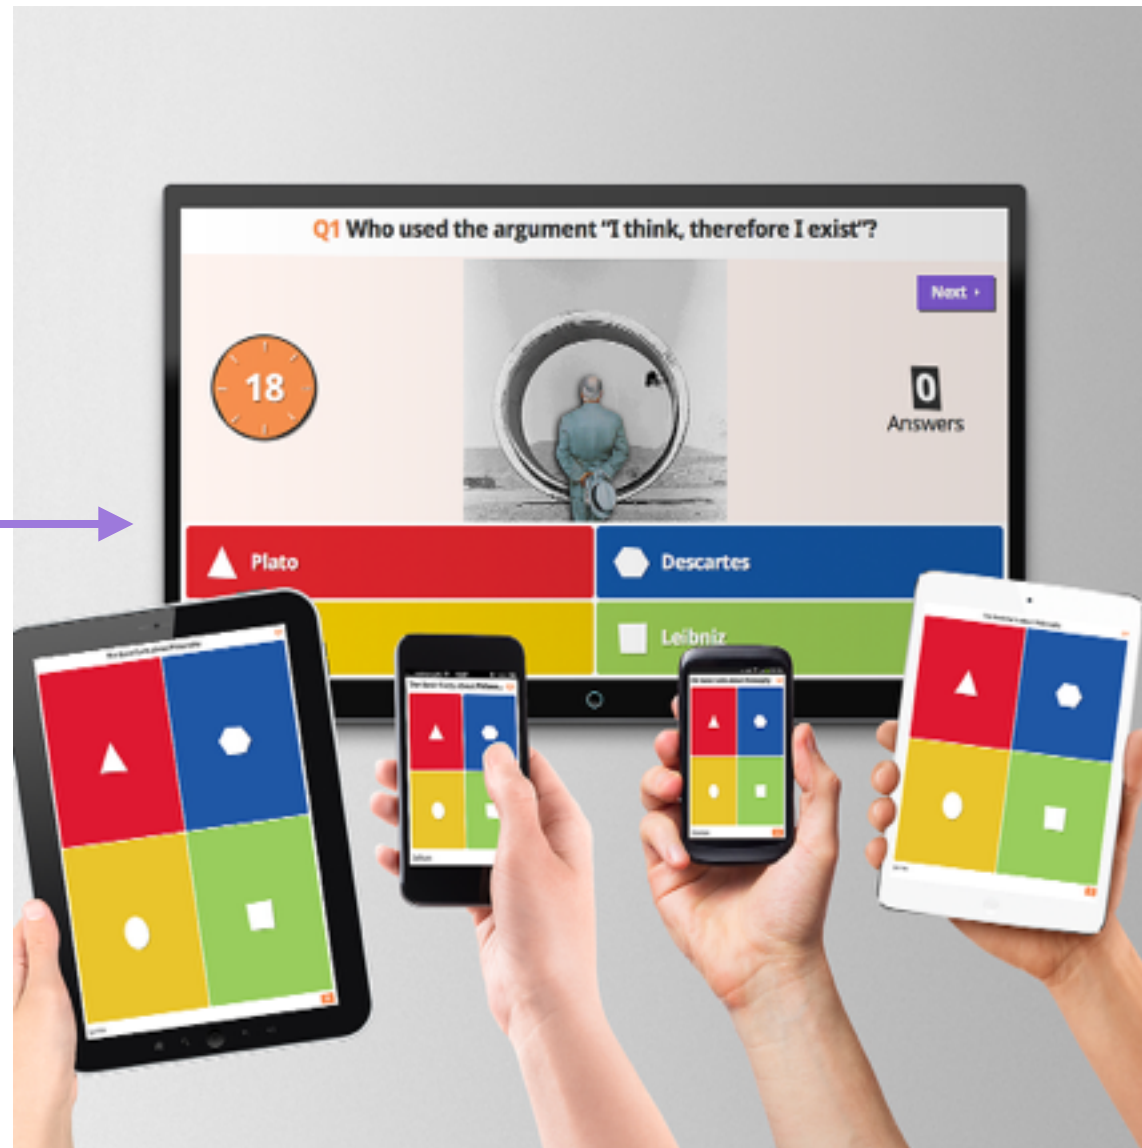 Q1 Who used the argument "I think, therefore I exist"?
Next
18
0
Answers
Plato
Descartes
Leibniz